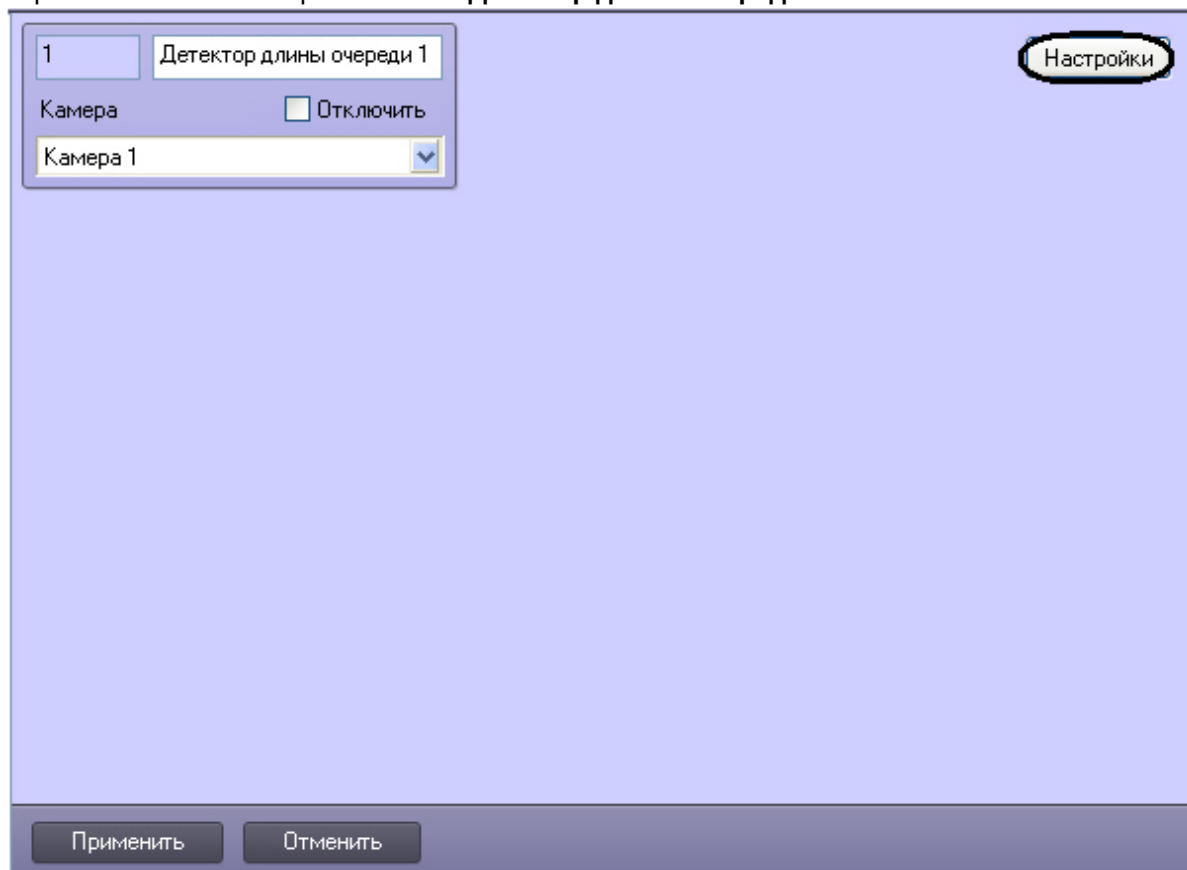 1
Детектор длины очереди 1
Настройки
Камера
Отключить
Камера 1
Применить
Отменить